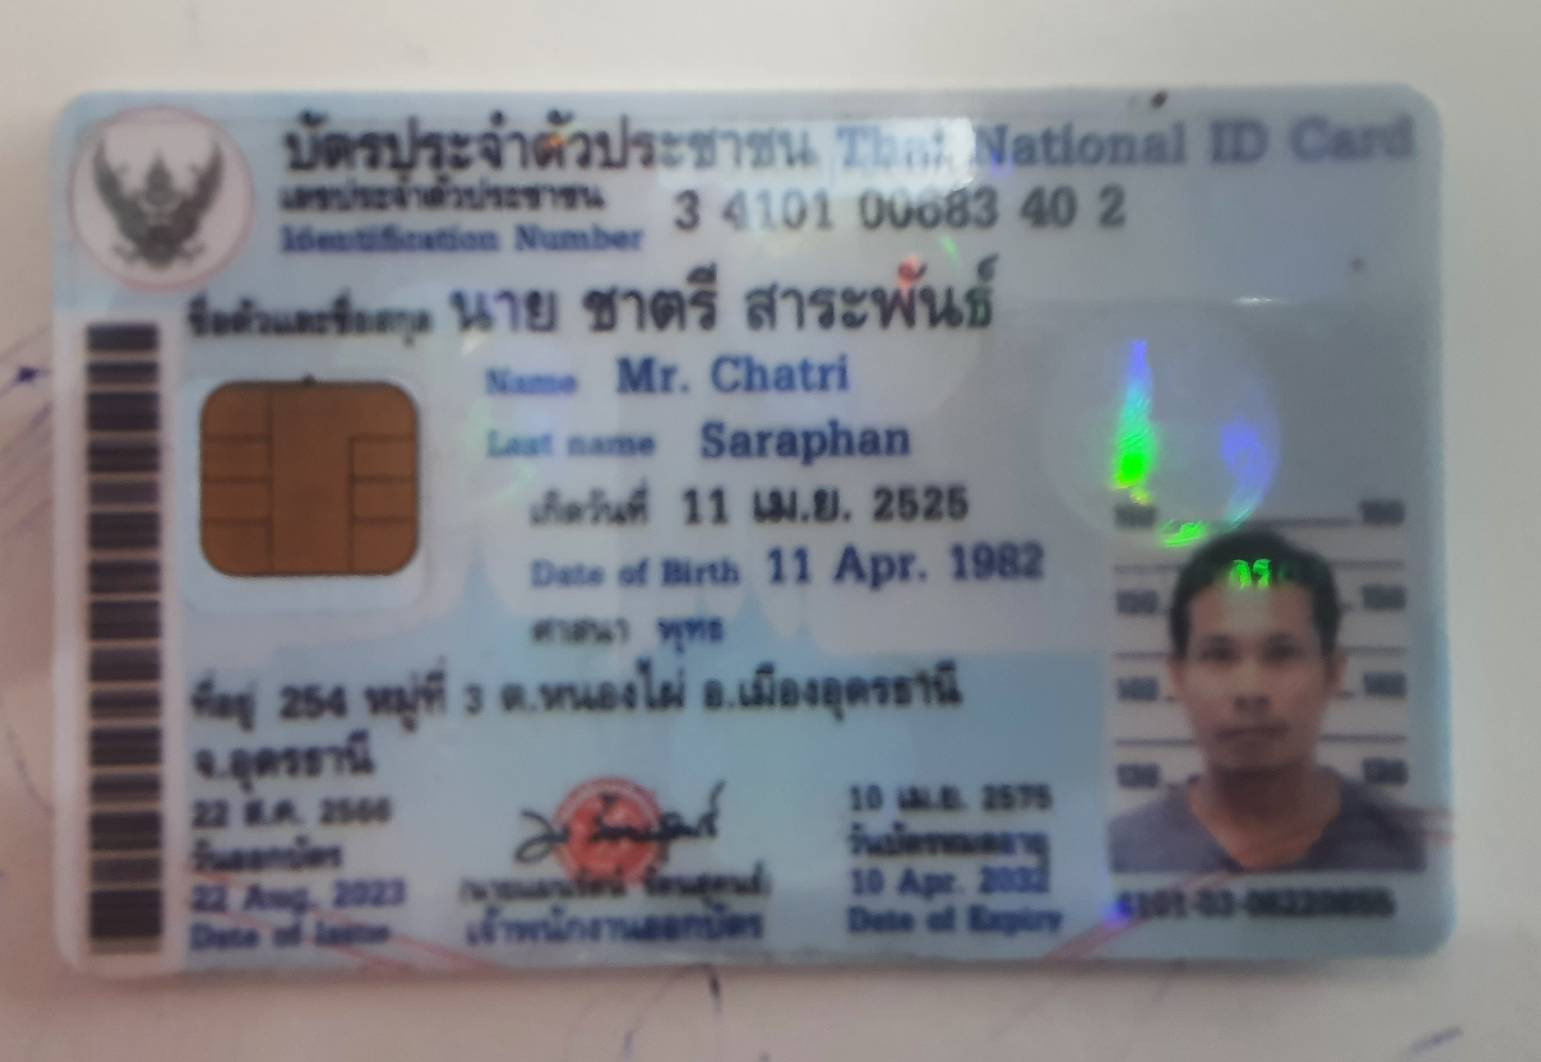 บัตรประจำตัวประชาชน Thai National ID Card
เลขประจำตัวประชาชน
Identification Number
3 4101 00683 40 2
ชื่อตัวและชื่อสกุล นาย ชาตรี สาระพันธ์
Name Mr. Chatri
Last name Saraphan
เกิดวันที่ 11 เม.ย. 2525
Date of Birth 11 Apr. 1982
ศาสนา พุทธ
ที่อยู่ 254 หมู่ที่ 3 ต.หนองไผ่ อ.เมืองอุดรธานี
จ.อุดรธานี
22 ส.ค. 2566
วันออกบัตร
22 Aug. 2023
Date of Issue
เจ้าพนักงานออกบัตร
10 เม.ย. 2575
วันบัตรหมดอายุ
10 Apr. 2032
Date of Expiry
160 160
150 150
140 140
130 130